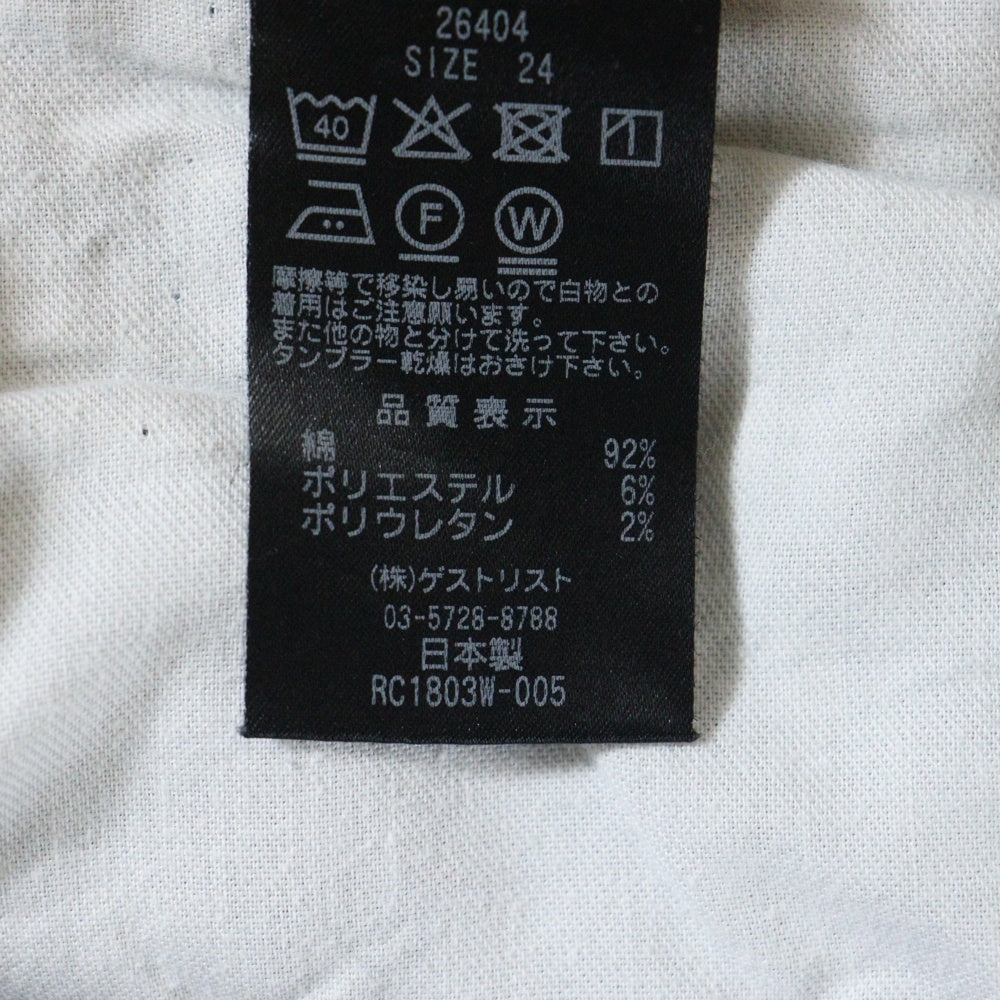 26404
SIZE 24
40
F W
摩擦等で移染し易いので白物との
着用はご注意願います。
また他の物と分けて洗って下さい。
タンブラー乾燥はおさけ下さい。
品質表示
綿 92%
ポリエステル 6%
ポリウレタン 2%
(株)ゲストリスト
03-5728-8788
日本製
RC1803W-005